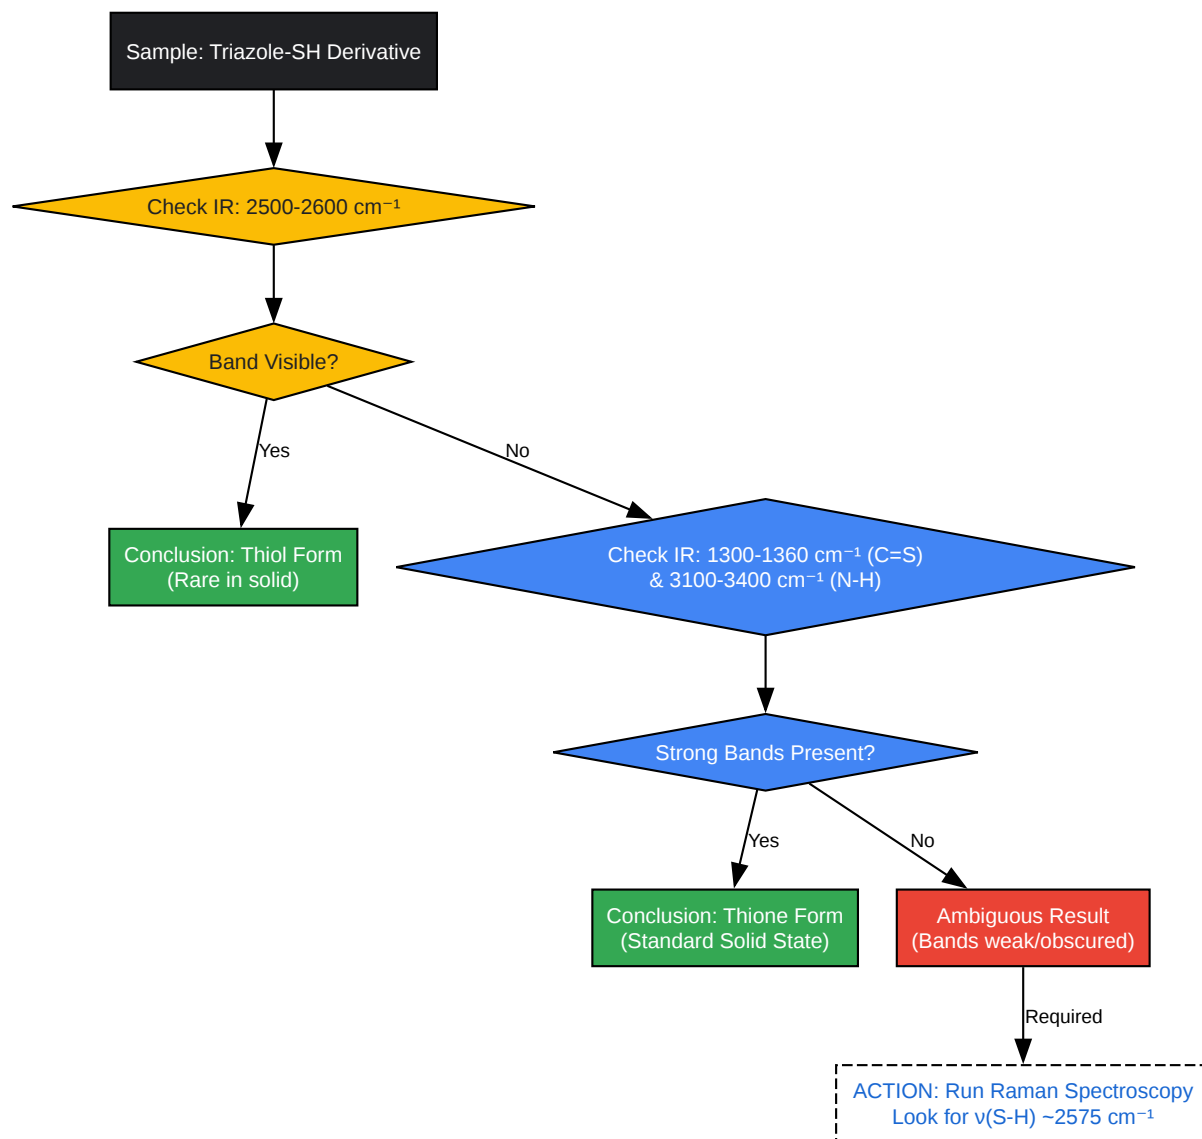 Sample: Triazole-SH Derivative
Check IR: 2500-2600 cm⁻¹
Band Visible?
Yes
No
Conclusion: Thiol Form
(Rare in solid)
Check IR: 1300-1360 cm⁻¹ (C=S)
& 3100-3400 cm⁻¹ (N-H)
Strong Bands Present?
Yes
No
Conclusion: Thione Form
(Standard Solid State)
Ambiguous Result
(Bands weak/obscured)
Required
ACTION: Run Raman Spectroscopy
Look for ν(S-H) ~2575 cm⁻¹